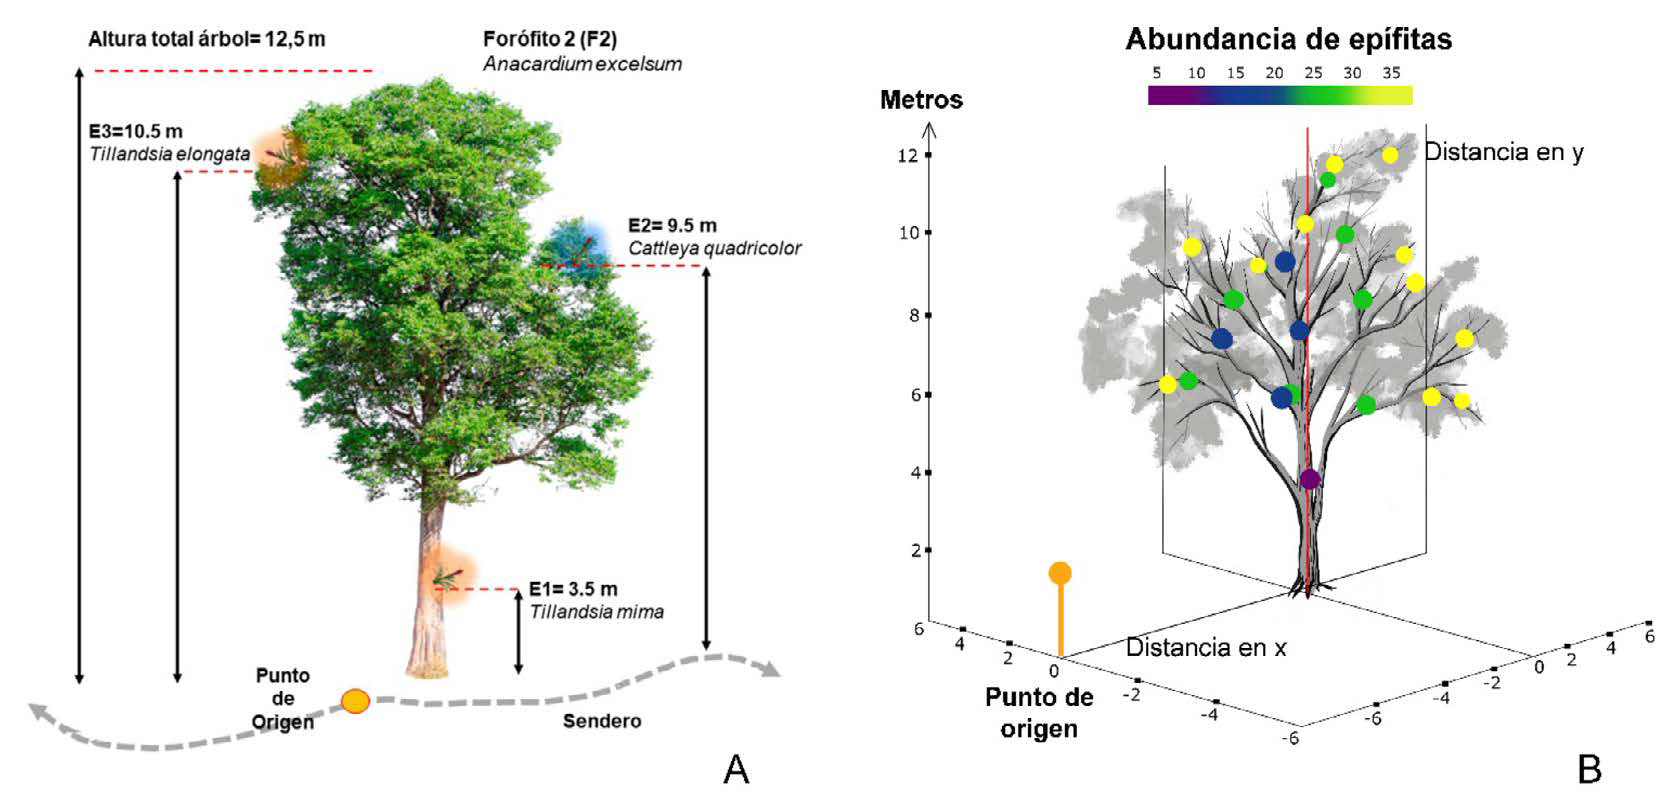 Altura total árbol= 12,5 m
Forófito 2 (F2)
Anacardium excelsum
E3=10.5 m
Tillandsia elongata
E2= 9.5 m
Cattleya quadricolor
E1= 3.5 m
Tillandsia mima
Punto
de
Origen
Sendero
A
Abundancia de epífitas
5 10 15 20 25 30 35
Metros
12
10
8
6
4
2
Distancia en y
Distancia en x
6 4 2 0 -2 -4 -6
-6 -4 -2 0 2 4 6
Punto de
origen
B